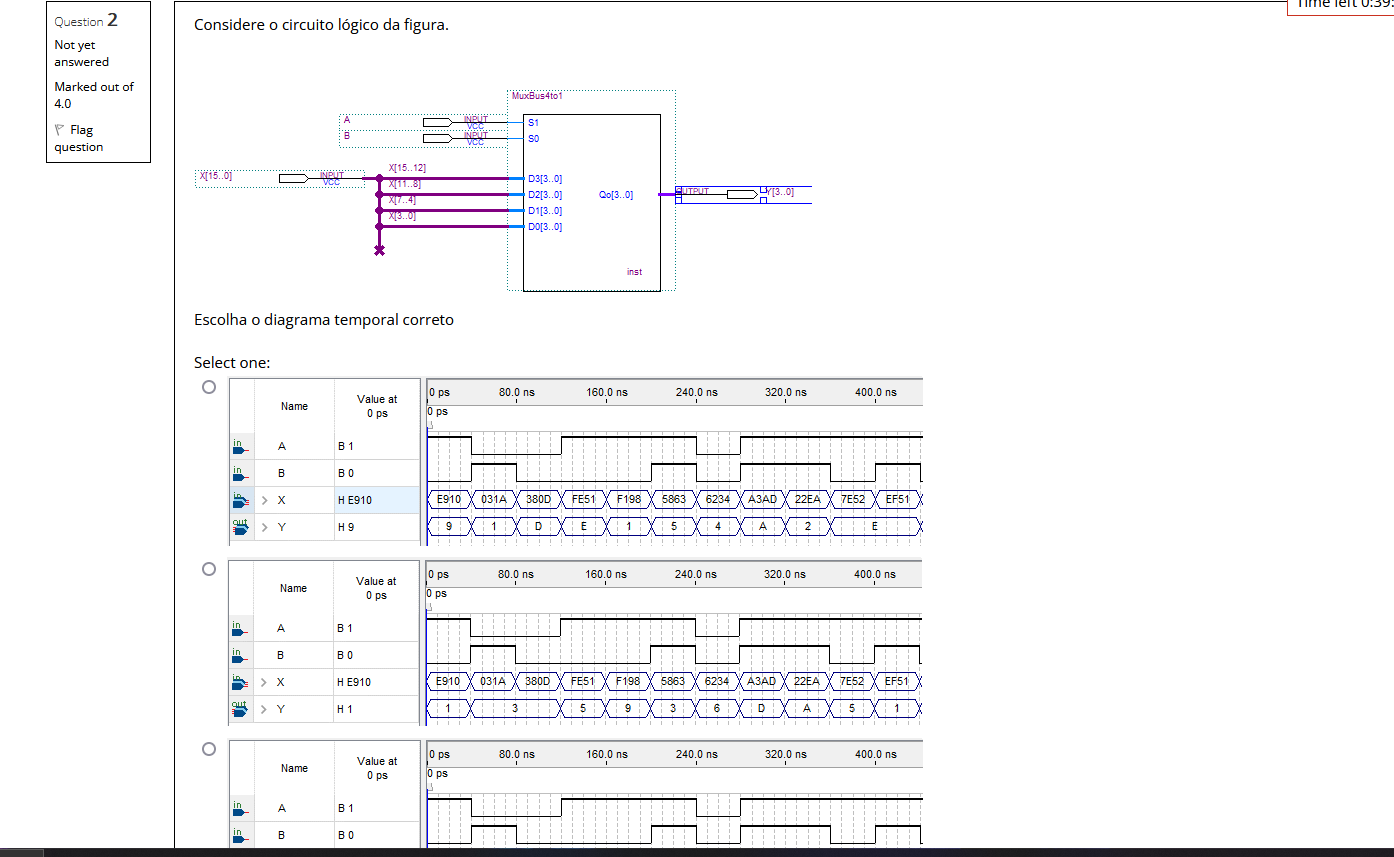 Time left 0:39:
Question 2
Not yet
answered
Marked out of
4.0
Flag
question
Considere o circuito lógico da figura.
MuxBus4to1
A INPUT VCC S1
B INPUT VCC S0
X[15..0] INPUT VCC
X[15..12] D3[3..0]
X[11..8] D2[3..0] Qo[3..0] Y[3..0]
X[7..4] D1[3..0]
X[3..0] D0[3..0]
inst
Escolha o diagrama temporal correto
Select one:
Name Value at 0 ps 0 ps 80.0 ns 160.0 ns 240.0 ns 320.0 ns 400.0 ns
0 ps
in A B 1
in B B 0
in > X H E910 E910 031A 380D FE51 F198 5863 6234 A3AD 22EA 7E52 EF51
out > Y H 9 9 1 D E 1 5 4 A 2 E
Name Value at 0 ps 0 ps 80.0 ns 160.0 ns 240.0 ns 320.0 ns 400.0 ns
0 ps
in A B 1
in B B 0
in > X H E910 E910 031A 380D FE51 F198 5863 6234 A3AD 22EA 7E52 EF51
out > Y H 1 1 3 5 9 3 6 D A 5 1
Name Value at 0 ps 0 ps 80.0 ns 160.0 ns 240.0 ns 320.0 ns 400.0 ns
0 ps
in A B 1
in B B 0